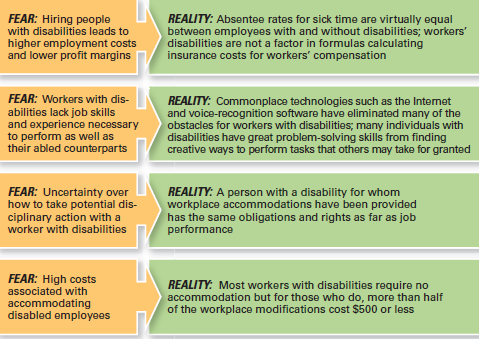 FEAR: Hiring people
with disabilities leads to
higher employment costs
and lower profit margins
REALITY: Absentee rates for sick time are virtually equal
between employees with and without disabilities; workers’
disabilities are not a factor in formulas calculating
insurance costs for workers’ compensation
FEAR: Workers with dis-
abilities lack job skills
and experience necessary
to perform as well as
their abled counterparts
REALITY: Commonplace technologies such as the Internet
and voice-recognition software have eliminated many of the
obstacles for workers with disabilities; many individuals with
disabilities have great problem-solving skills from finding
creative ways to perform tasks that others may take for granted
FEAR: Uncertainty over
how to take potential dis-
ciplinary action with a
worker with disabilities
REALITY: A person with a disability for whom
workplace accommodations have been provided
has the same obligations and rights as far as job
performance
FEAR: High costs
associated with
accommodating
disabled employees
REALITY: Most workers with disabilities require no
accommodation but for those who do, more than half
of the workplace modifications cost $500 or less